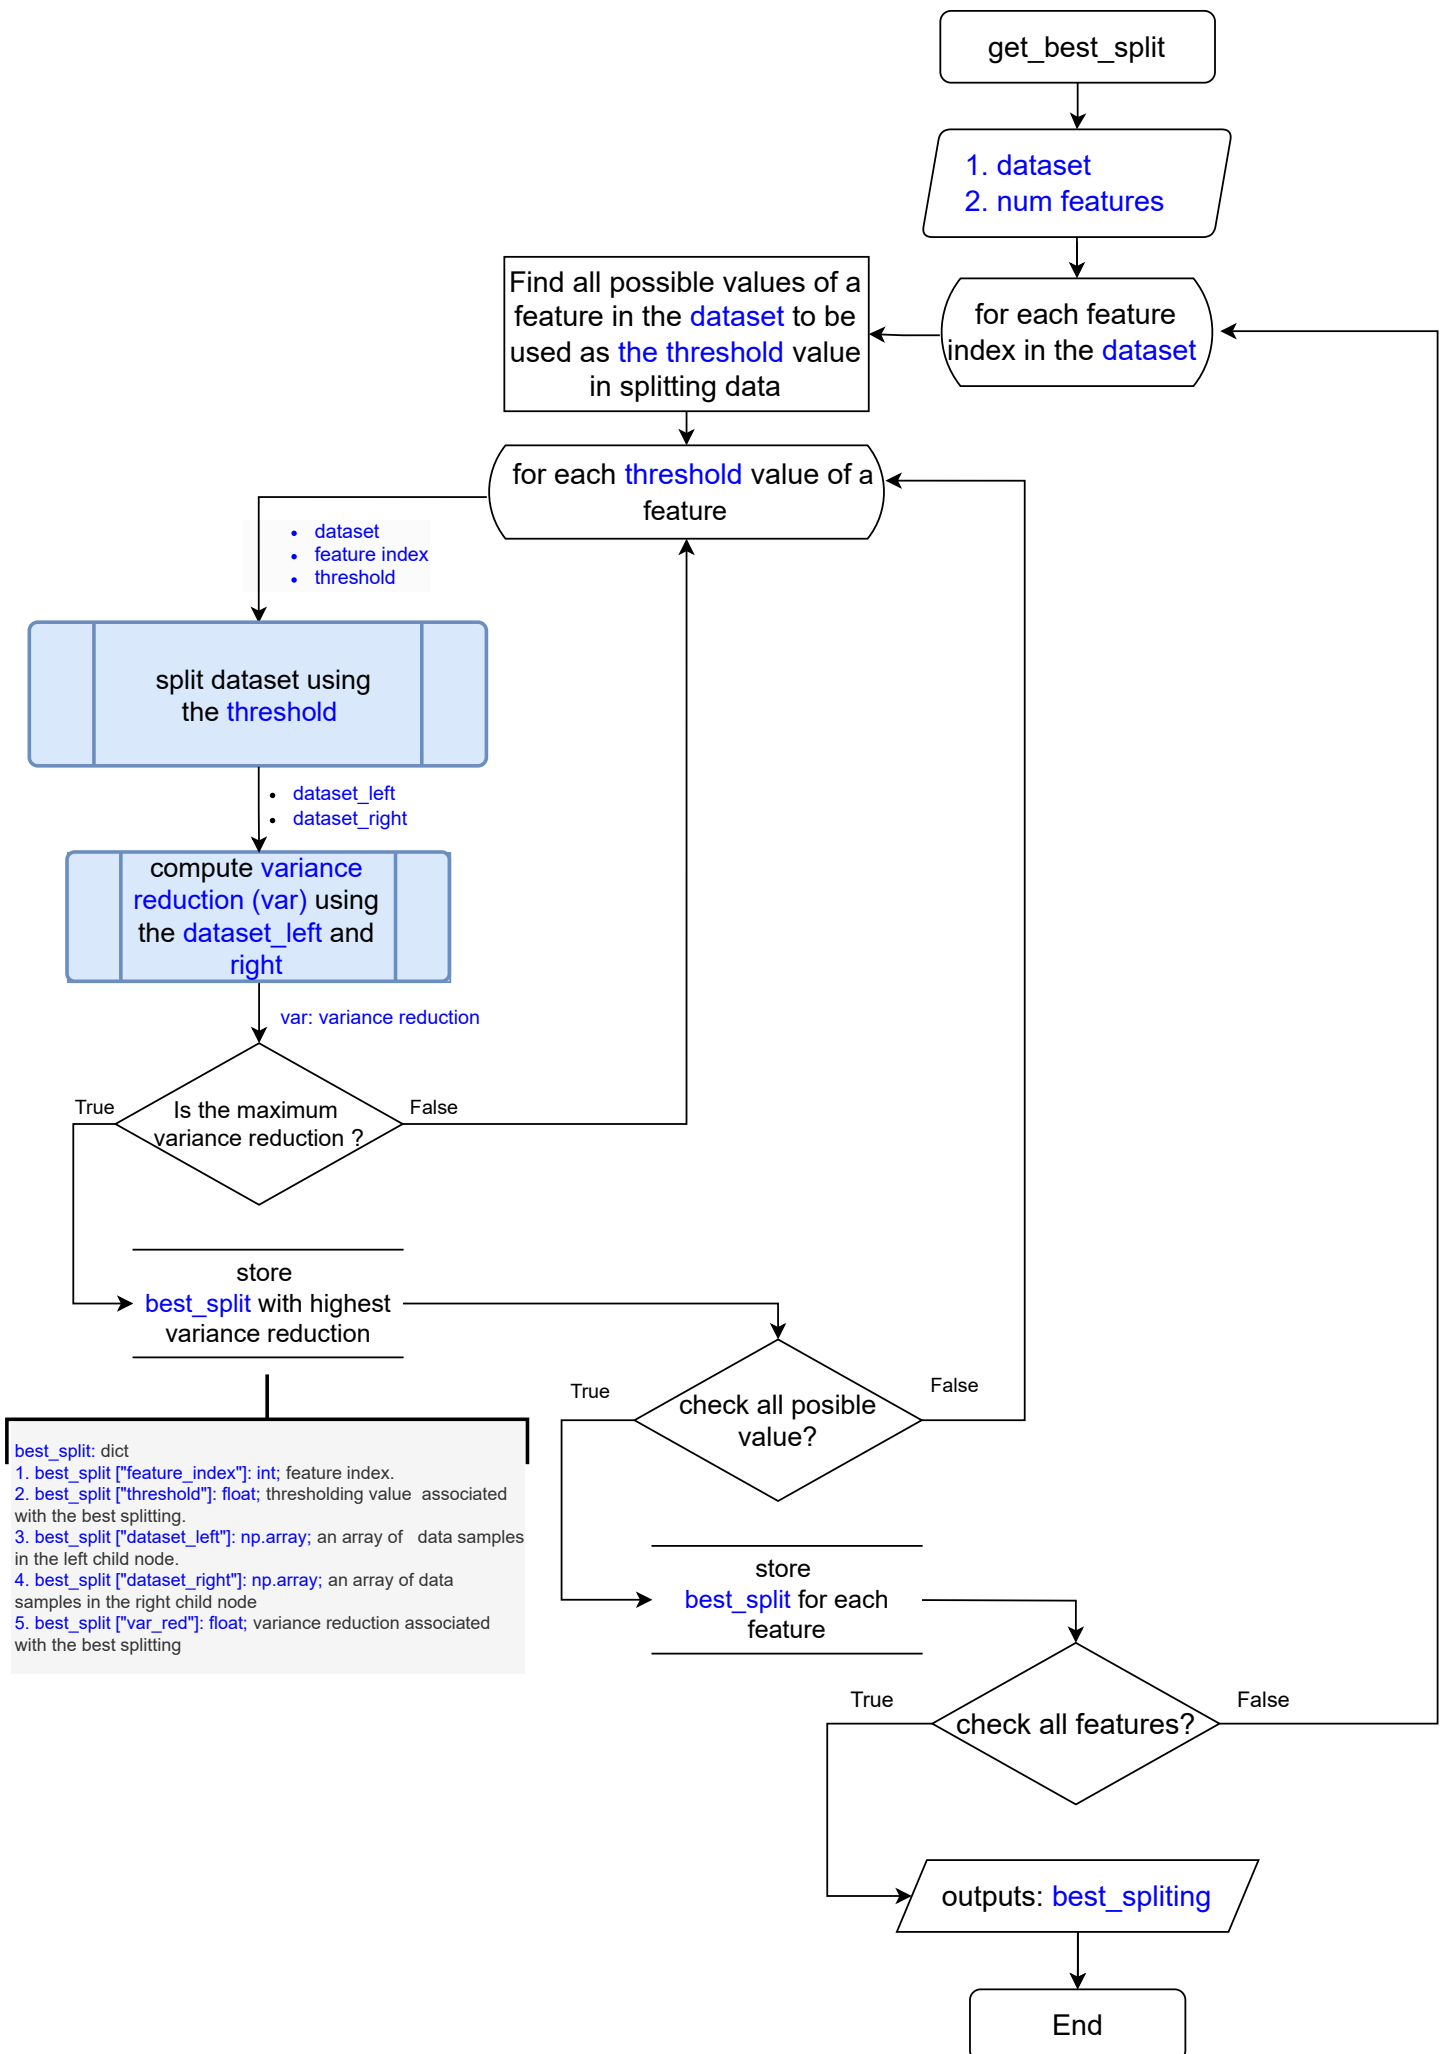 get_best_split
1. dataset
2. num features
for each feature
index in the dataset
Find all possible values of a
feature in the dataset to be
used as the threshold value
in splitting data
for each threshold value of a
feature
• dataset
• feature index
• threshold
split dataset using
the threshold
• dataset_left
• dataset_right
compute variance
reduction (var) using
the dataset_left and
right
var: variance reduction
True
Is the maximum
variance reduction ?
False
store
best_split with highest
variance reduction
best_split: dict
1. best_split ["feature_index"]: int; feature index.
2. best_split ["threshold"]: float; thresholding value associated
with the best splitting.
3. best_split ["dataset_left"]: np.array; an array of data samples
in the left child node.
4. best_split ["dataset_right"]: np.array; an array of data
samples in the right child node
5. best_split ["var_red"]: float; variance reduction associated
with the best splitting
True
check all posible
value?
False
store
best_split for each
feature
True
check all features?
False
outputs: best_spliting
End